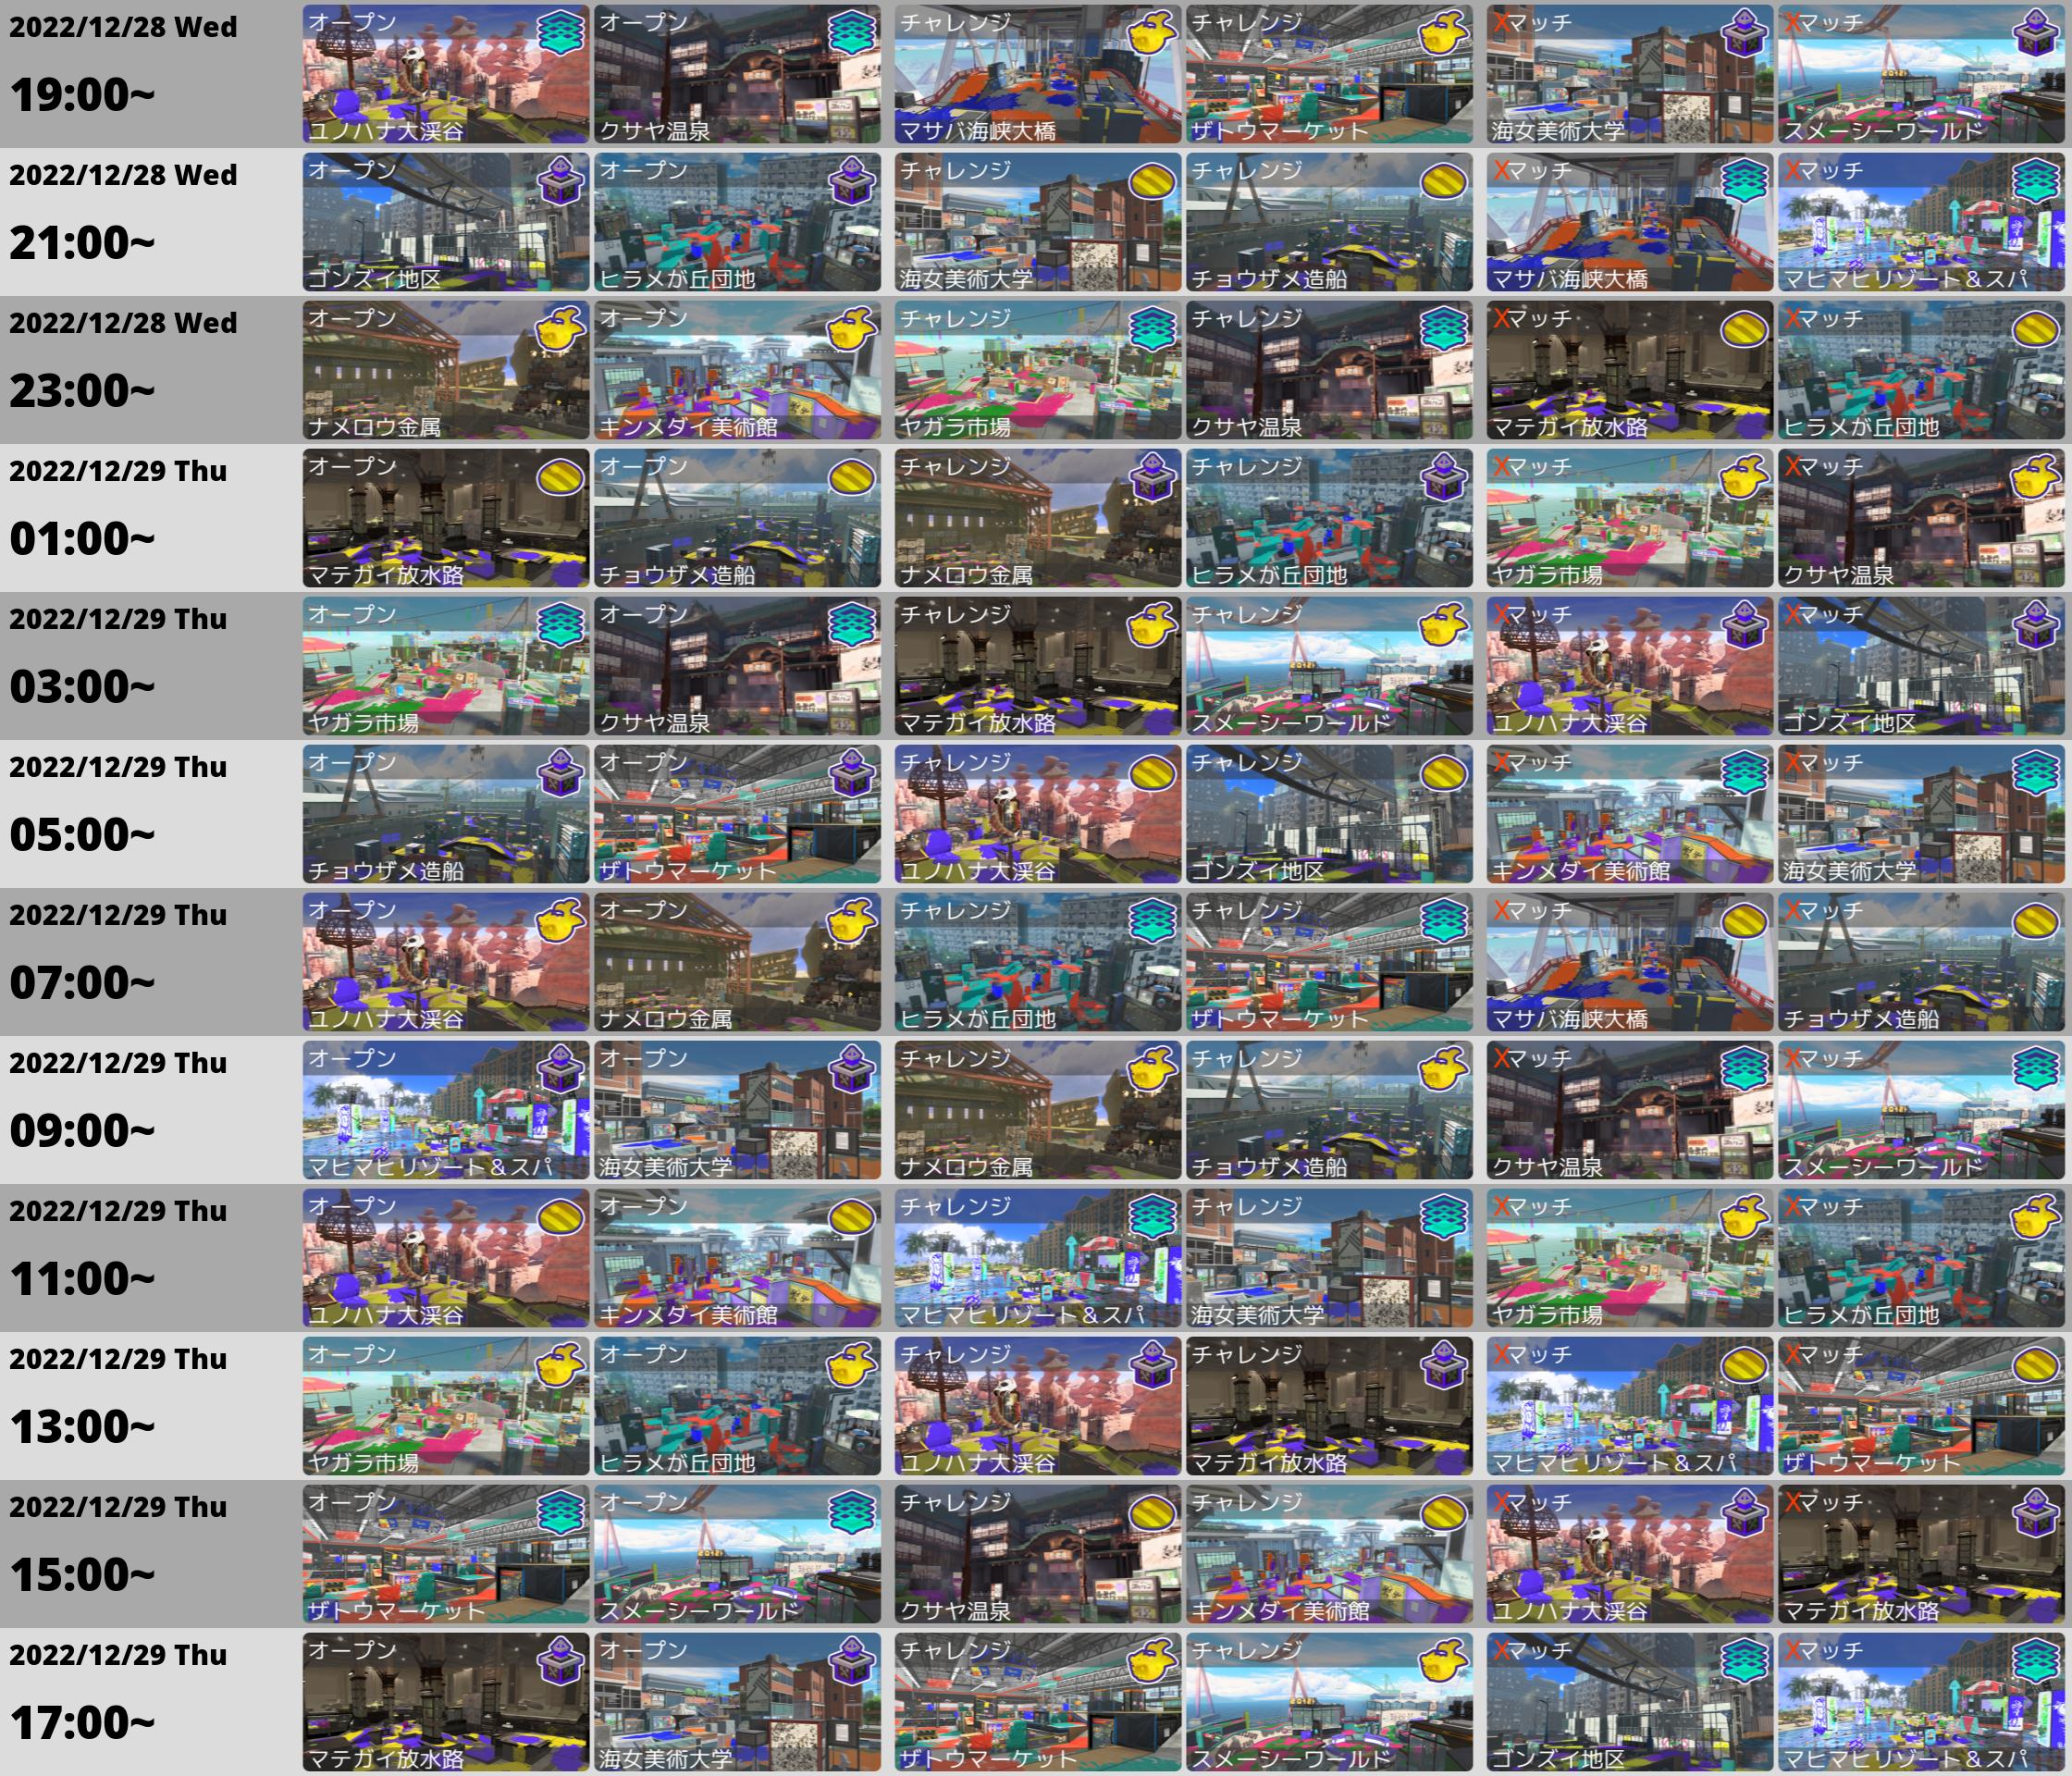 2022/12/28 Wed
19:00~
オープン オープン チャレンジ チャレンジ Xマッチ Xマッチ
ユノハナ大渓谷 クサヤ温泉 マサバ海峡大橋 ザトウマーケット 海女美術大学 スメーシーワールド
2022/12/28 Wed
21:00~
オープン オープン チャレンジ チャレンジ Xマッチ Xマッチ
ゴンズイ地区 ヒラメが丘団地 海女美術大学 チョウザメ造船 マサバ海峡大橋 マヒマヒリゾート＆スパ
2022/12/28 Wed
23:00~
オープン オープン チャレンジ チャレンジ Xマッチ Xマッチ
ナメロウ金属 キンメダイ美術館 ヤガラ市場 クサヤ温泉 マテガイ放水路 ヒラメが丘団地
2022/12/29 Thu
01:00~
オープン オープン チャレンジ チャレンジ Xマッチ Xマッチ
マテガイ放水路 チョウザメ造船 ナメロウ金属 ヒラメが丘団地 ヤガラ市場 クサヤ温泉
2022/12/29 Thu
03:00~
オープン オープン チャレンジ チャレンジ Xマッチ Xマッチ
ヤガラ市場 クサヤ温泉 マテガイ放水路 スメーシーワールド ユノハナ大渓谷 ゴンズイ地区
2022/12/29 Thu
05:00~
オープン オープン チャレンジ チャレンジ Xマッチ Xマッチ
チョウザメ造船 ザトウマーケット ユノハナ大渓谷 ゴンズイ地区 キンメダイ美術館 海女美術大学
2022/12/29 Thu
07:00~
オープン オープン チャレンジ チャレンジ Xマッチ Xマッチ
ユノハナ大渓谷 ナメロウ金属 ヒラメが丘団地 ザトウマーケット マサバ海峡大橋 チョウザメ造船
2022/12/29 Thu
09:00~
オープン オープン チャレンジ チャレンジ Xマッチ Xマッチ
マヒマヒリゾート＆スパ 海女美術大学 ナメロウ金属 チョウザメ造船 クサヤ温泉 スメーシーワールド
2022/12/29 Thu
11:00~
オープン オープン チャレンジ チャレンジ Xマッチ Xマッチ
ユノハナ大渓谷 キンメダイ美術館 マヒマヒリゾート＆スパ 海女美術大学 ヤガラ市場 ヒラメが丘団地
2022/12/29 Thu
13:00~
オープン オープン チャレンジ チャレンジ Xマッチ Xマッチ
ヤガラ市場 ヒラメが丘団地 ユノハナ大渓谷 マテガイ放水路 マヒマヒリゾート＆スパ ザトウマーケット
2022/12/29 Thu
15:00~
オープン オープン チャレンジ チャレンジ Xマッチ Xマッチ
ザトウマーケット スメーシーワールド クサヤ温泉 キンメダイ美術館 ユノハナ大渓谷 マテガイ放水路
2022/12/29 Thu
17:00~
オープン オープン チャレンジ チャレンジ Xマッチ Xマッチ
マテガイ放水路 海女美術大学 ザトウマーケット スメーシーワールド ゴンズイ地区 マヒマヒリゾート＆スパ